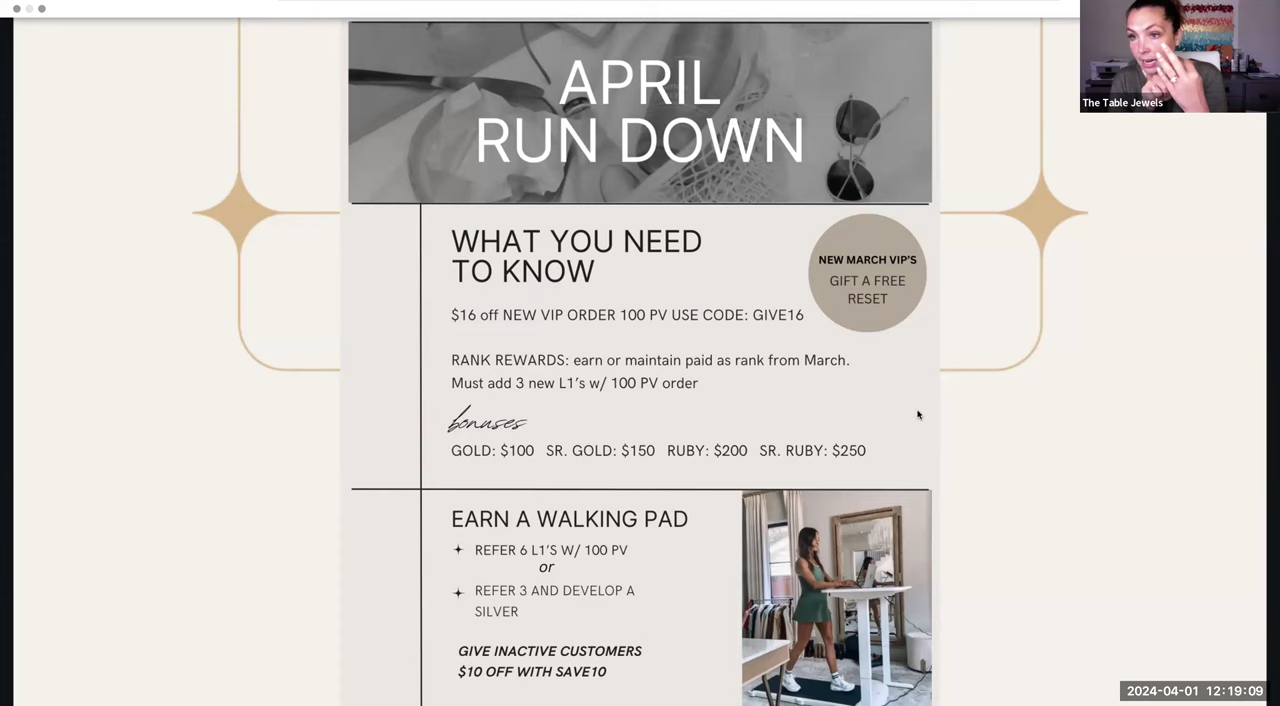 APRIL
RUN DOWN
The Table Jewels
WHAT YOU NEED
TO KNOW
NEW MARCH VIP'S
GIFT A FREE
RESET
$16 off NEW VIP ORDER 100 PV USE CODE: GIVE16
RANK REWARDS: earn or maintain paid as rank from March.
Must add 3 new L1's w/ 100 PV order
bonuses
GOLD: $100 SR. GOLD: $150 RUBY: $200 SR. RUBY: $250
EARN A WALKING PAD
REFER 6 L1'S W/ 100 PV
or
REFER 3 AND DEVELOP A
SILVER
GIVE INACTIVE CUSTOMERS
$10 OFF WITH SAVE10
2024-04-01 12:19:09